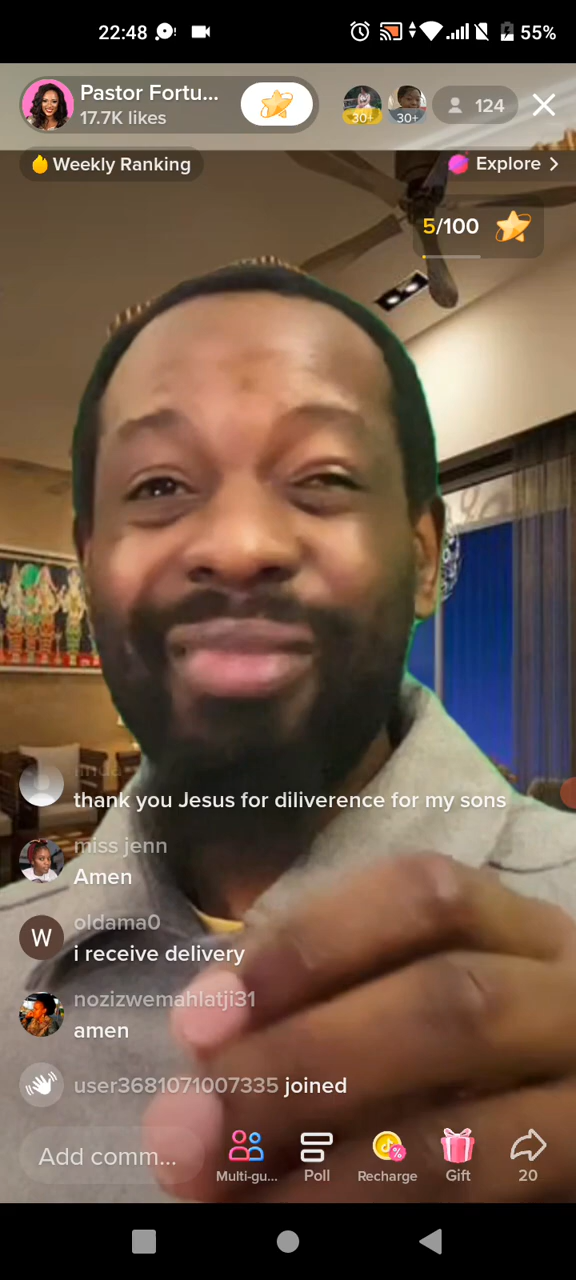 22:48
55%
Pastor Fortu...
17.7K likes
30+
30+
124
Weekly Ranking
Explore
5/100
thank you Jesus for diliverence for my sons
miss jenn
Amen
W
oldama0
i receive delivery
nozizwemahlatji31
amen
user3681071007335 joined
Add comm...
Multi-gu...
Poll
Recharge
Gift
20